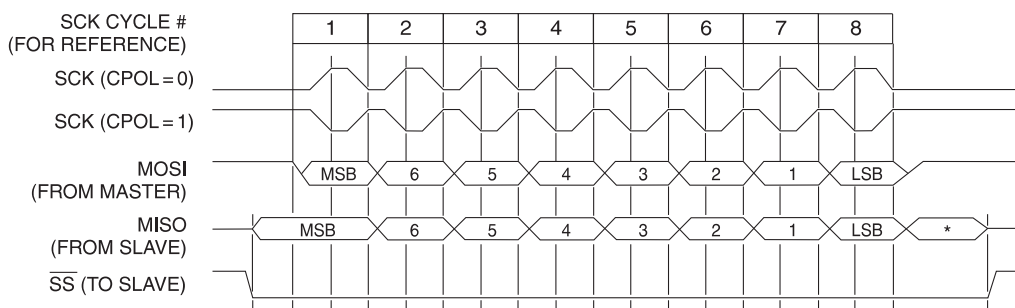 SCK CYCLE #
(FOR REFERENCE)
1 2 3 4 5 6 7 8
SCK (CPOL=0)
SCK (CPOL=1)
MOSI
(FROM MASTER)
MSB 6 5 4 3 2 1 LSB
MISO
(FROM SLAVE)
MSB 6 5 4 3 2 1 LSB *
SS (TO SLAVE)